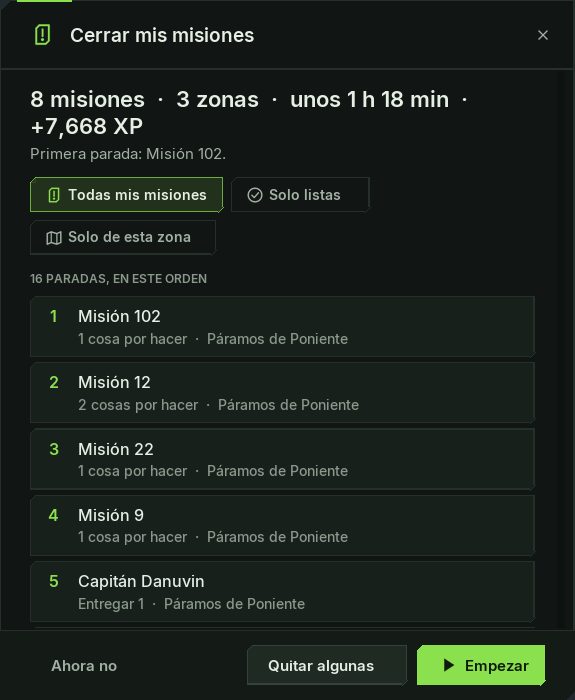 Cerrar mis misiones
8 misiones · 3 zonas · unos 1 h 18 min ·
+7,668 XP
Primera parada: Misión 102.
Todas mis misiones
Solo listas
Solo de esta zona
16 PARADAS, EN ESTE ORDEN
1 Misión 102
1 cosa por hacer · Páramos de Poniente
2 Misión 12
2 cosas por hacer · Páramos de Poniente
3 Misión 22
1 cosa por hacer · Páramos de Poniente
4 Misión 9
1 cosa por hacer · Páramos de Poniente
5 Capitán Danuvin
Entregar 1 · Páramos de Poniente
Ahora no
Quitar algunas
Empezar